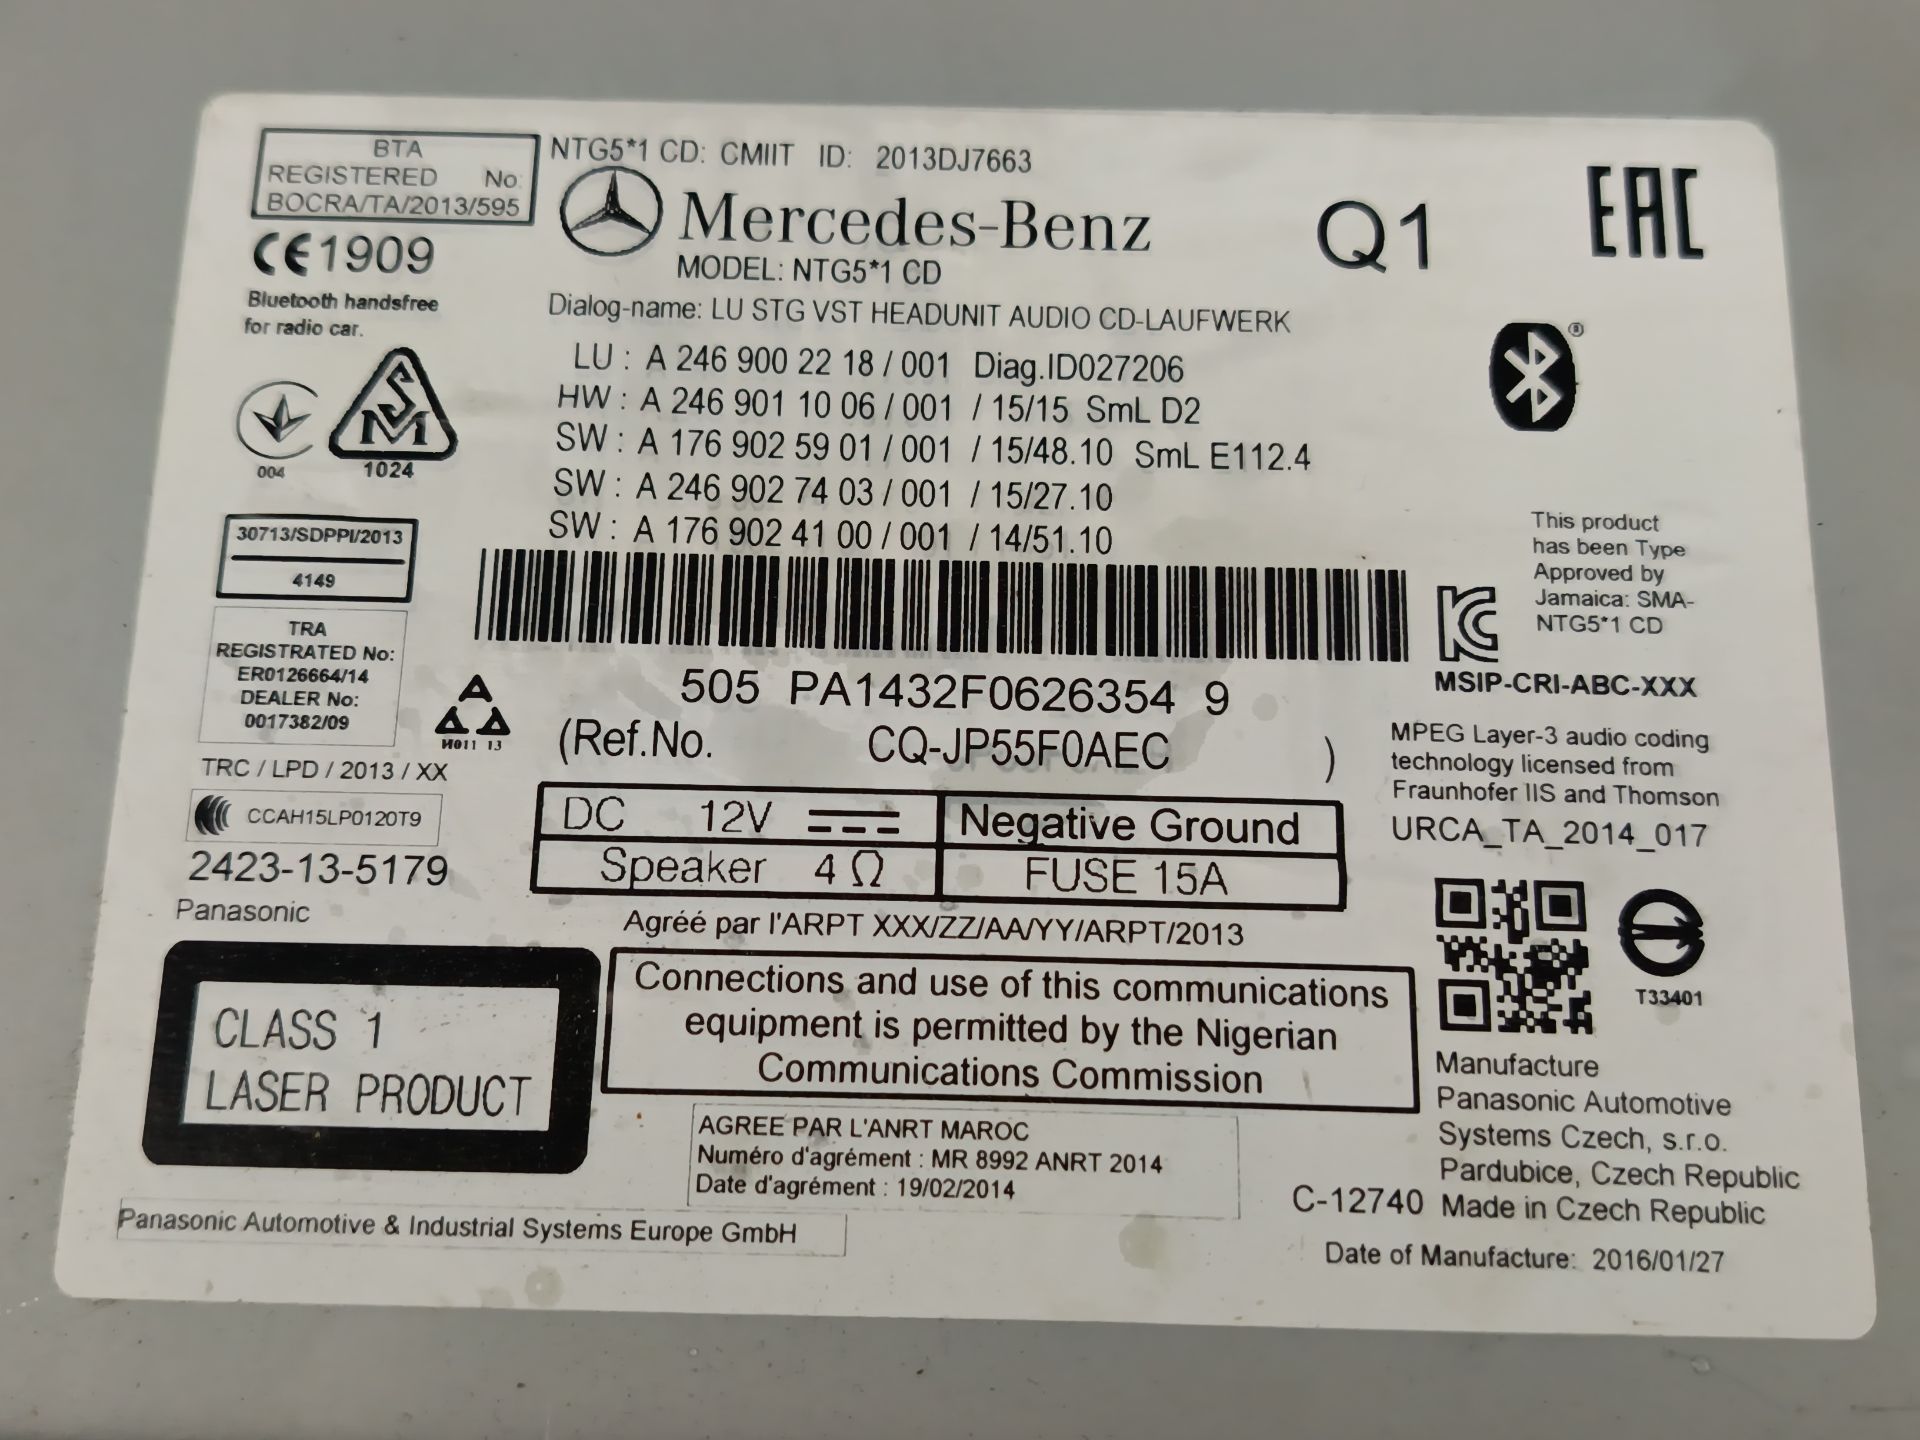 BTA
REGISTERED No:
BOCRA/TA/2013/595
CE1909
Bluetooth handsfree
for radio car.
004
SM
1024
30713/SDPPI/2013
4149
TRA
REGISTRATED No:
ER0126664/14
DEALER No:
0017382/09
M011 13
TRC / LPD / 2013 / XX
CCAH15LP0120T9
2423-13-5179
Panasonic
CLASS 1
LASER PRODUCT
NTG5*1 CD: CMIIT ID: 2013DJ7663
Mercedes-Benz
MODEL: NTG5*1 CD
Q1
EAC
Dialog-name: LU STG VST HEADUNIT AUDIO CD-LAUFWERK
LU : A 246 900 22 18 / 001 Diag.ID027206
HW : A 246 901 10 06 / 001 / 15/15 SmL D2
SW : A 176 902 59 01 / 001 / 15/48.10 SmL E112.4
SW : A 246 902 74 03 / 001 / 15/27.10
SW : A 176 902 41 00 / 001 / 14/51.10
505 PA1432F0626354 9
(Ref.No. CQ-JP55F0AEC )
DC 12V
Negative Ground
Speaker 4 Ω
FUSE 15A
Agréé par l'ARPT XXX/ZZ/AA/YY/ARPT/2013
Connections and use of this communications
equipment is permitted by the Nigerian
Communications Commission
AGREE PAR L'ANRT MAROC
Numéro d'agrément : MR 8992 ANRT 2014
Date d'agrément : 19/02/2014
Panasonic Automotive & Industrial Systems Europe GmbH
®
This product
has been Type
Approved by
Jamaica: SMA-
NTG5*1 CD
MSIP-CRI-ABC-XXX
MPEG Layer-3 audio coding
technology licensed from
Fraunhofer IIS and Thomson
URCA_TA_2014_017
T33401
Manufacture
Panasonic Automotive
Systems Czech, s.r.o.
Pardubice, Czech Republic
C-12740 Made in Czech Republic
Date of Manufacture: 2016/01/27